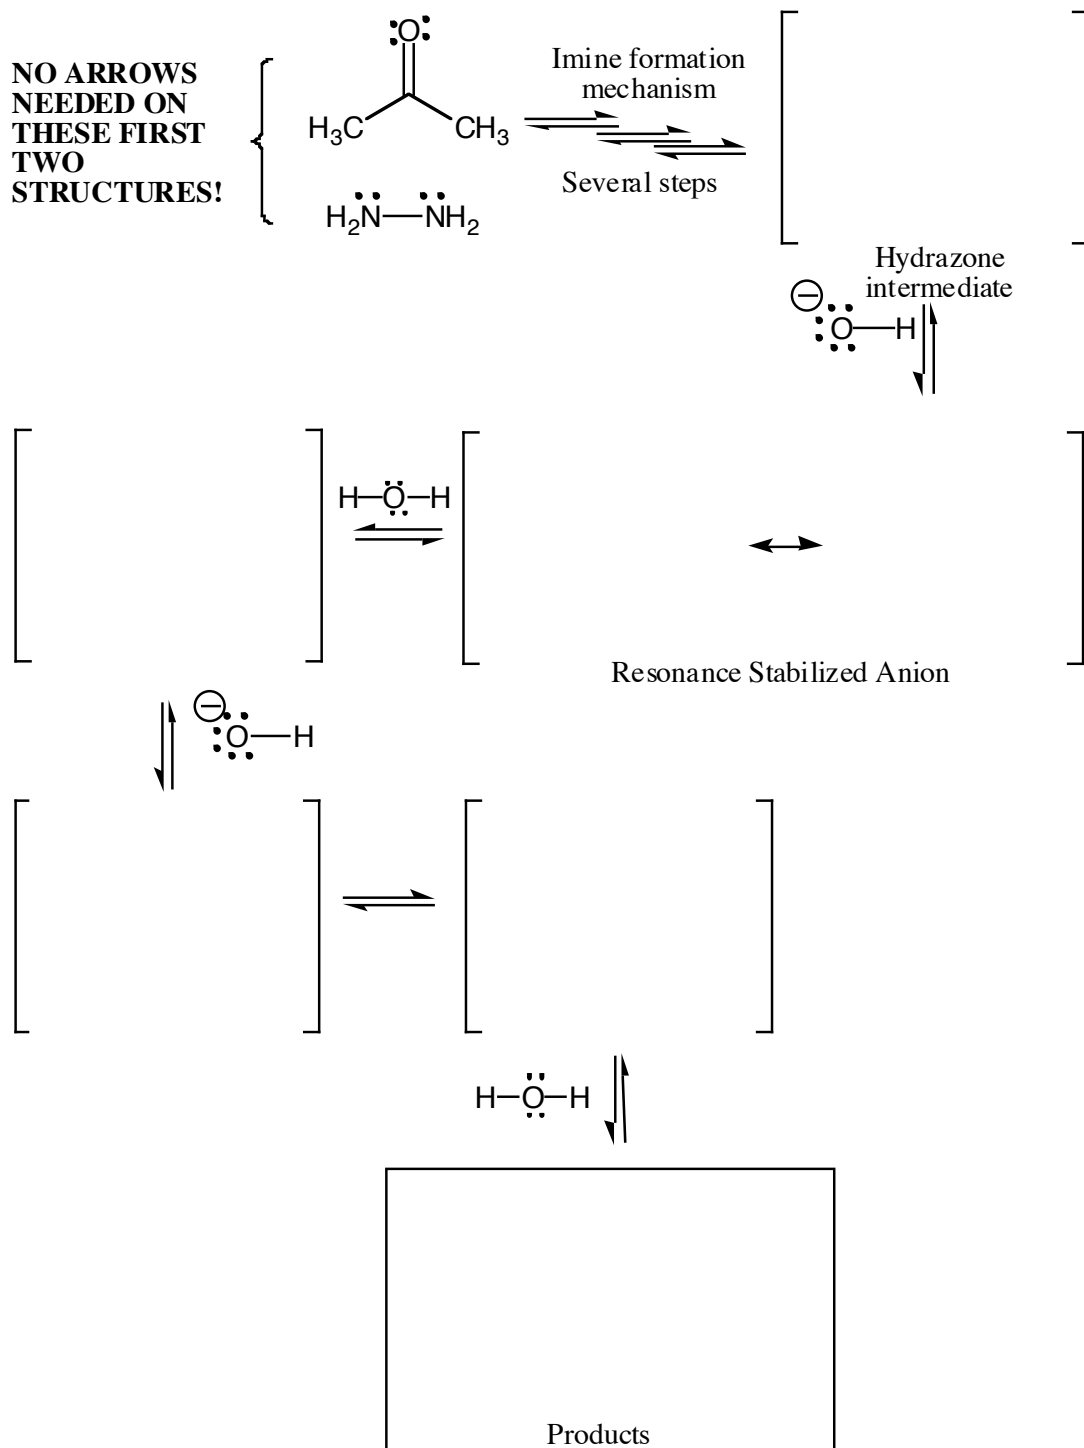 NO ARROWS
NEEDED ON
THESE FIRST
TWO
STRUCTURES!
O
H3C
CH3
H2N
NH2
Imine formation
mechanism
Several steps
Hydrazone
intermediate
O H
H O H
Resonance Stabilized Anion
O H
H O H
Products